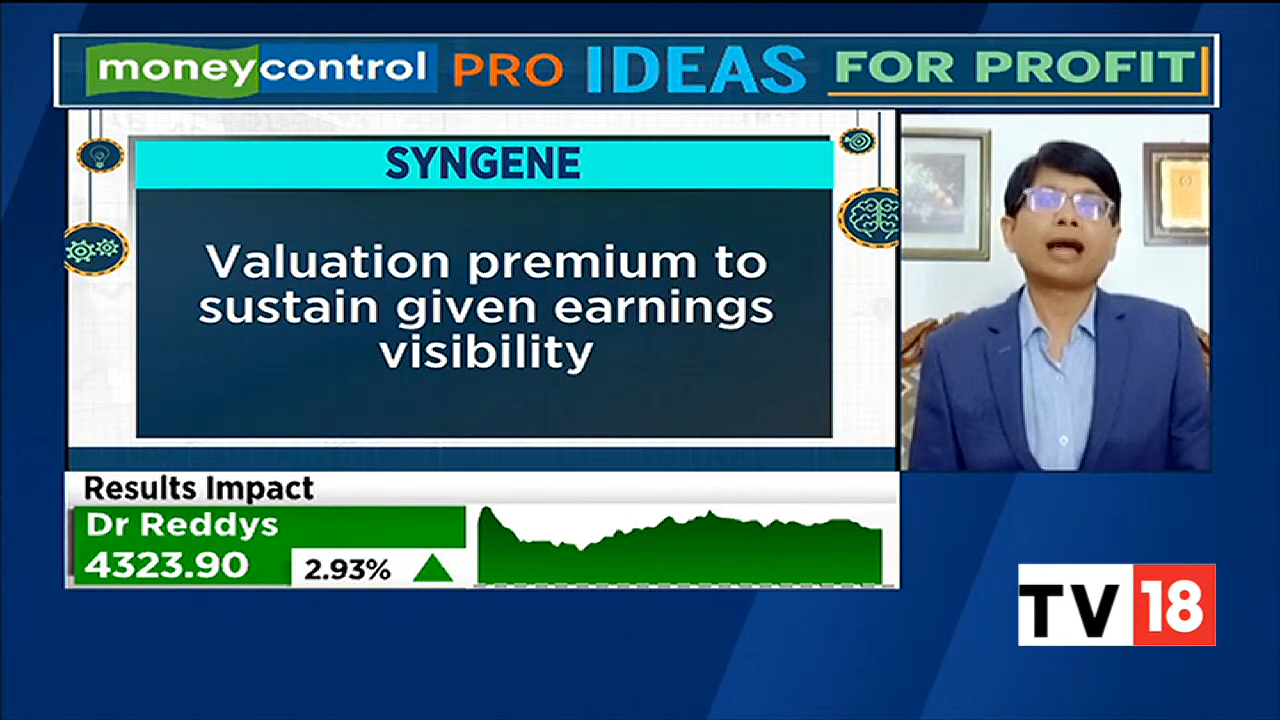 moneycontrol PRO IDEAS FOR PROFIT
SYNGENE
Valuation premium to
sustain given earnings
visibility
Results Impact
Dr Reddys
4323.90 2.93%
TV18